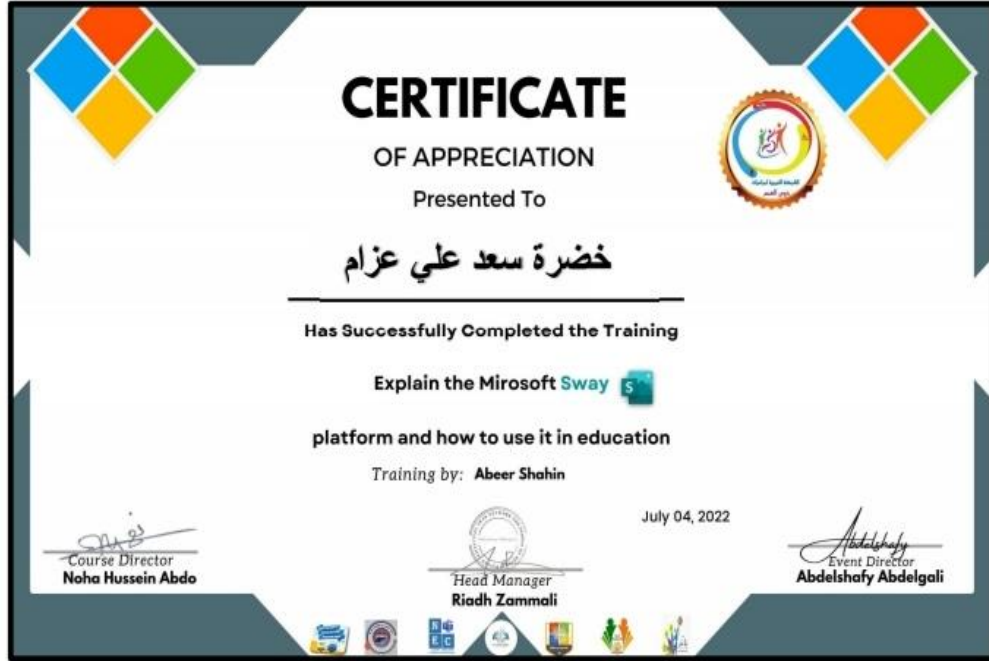 CERTIFICATE
OF APPRECIATION
Presented To
خضرة سعد علي عزام
Has Successfully Completed the Training
Explain the Mirosoft Sway S
platform and how to use it in education
Training by: Abeer Shahin
July 04, 2022
Course Director
Noha Hussein Abdo
Head Manager
Riadh Zammali
Abdelshafy
Event Director
Abdelshafy Abdelgali